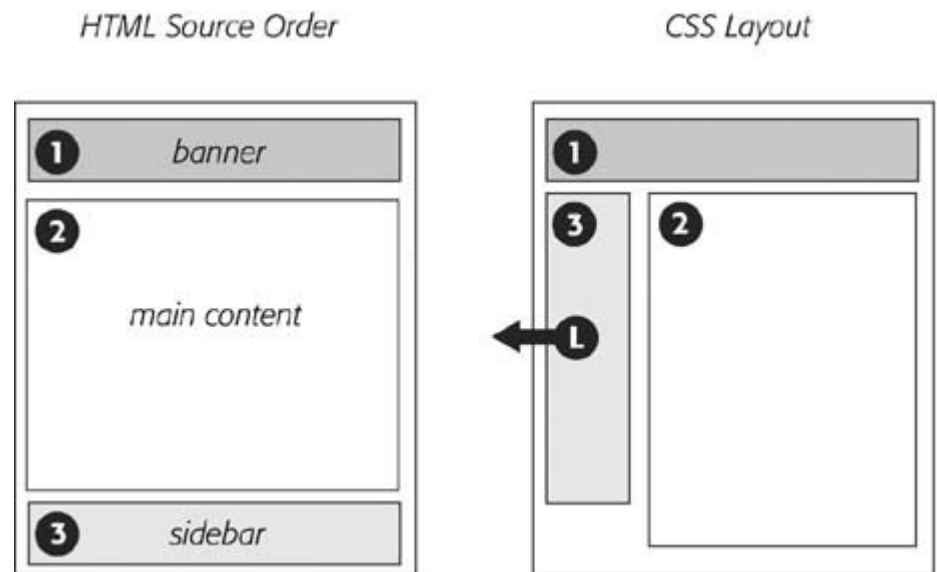 HTML Source Order
CSS Layout
1 banner
2
main content
3 sidebar
1
3 2
L